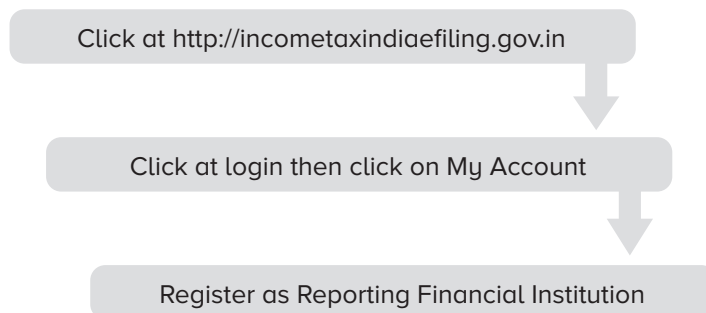 Click at http://incometaxindiaefiling.gov.in
Click at login then click on My Account
Register as Reporting Financial Institution